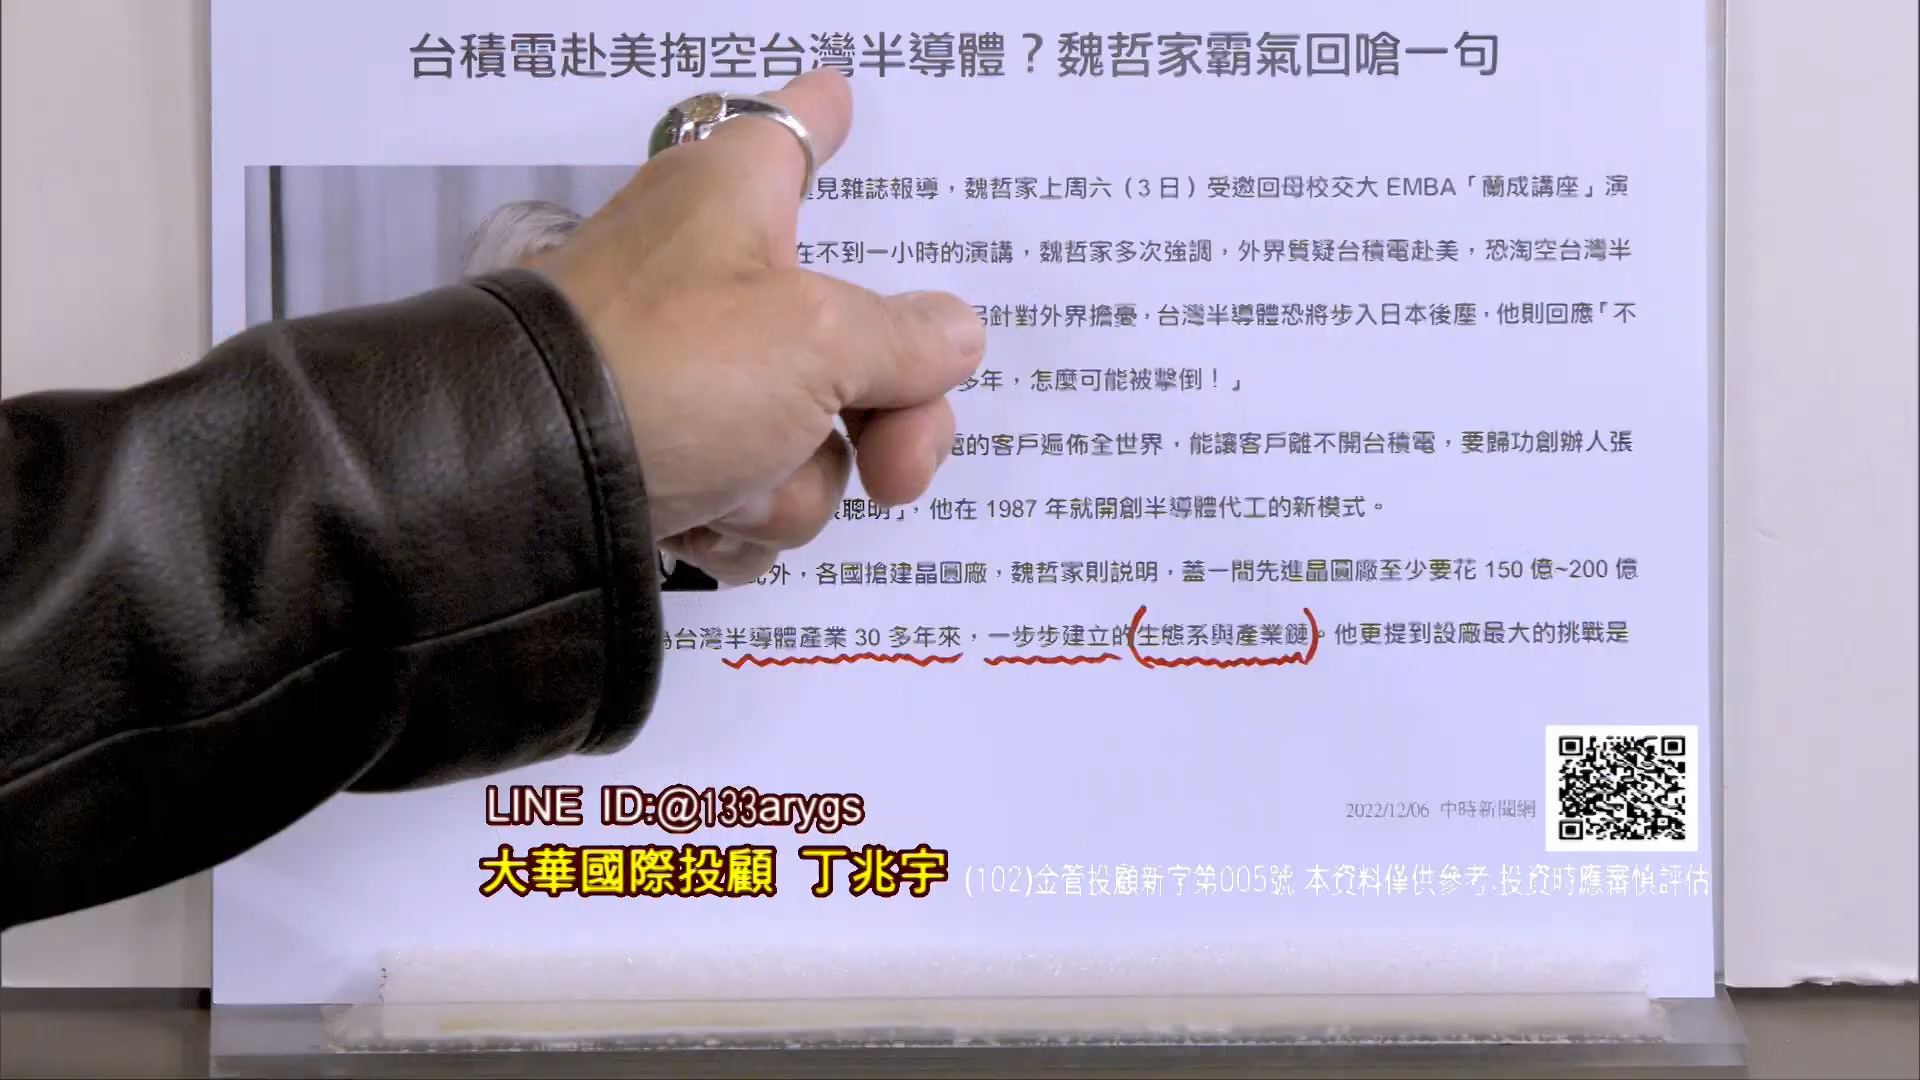 台積電赴美掏空台灣半導體？魏哲家霸氣回嗆一句
見雜誌報導，魏哲家上周六（3 日）受邀回母校交大 EMBA「蘭成講座」演
在不到一小時的演講，魏哲家多次強調，外界質疑台積電赴美，恐淘空台灣半
針對外界擔憂，台灣半導體恐將步入日本後塵，他則回應「不
多年，怎麼可能被擊倒！」
的客戶遍佈全世界，能讓客戶離不開台積電，要歸功創辦人張
聰明」，他在 1987 年就開創半導體代工的新模式。
外，各國搶建晶圓廠，魏哲家則說明，蓋一間先進晶圓廠至少要花 150 億~200 億
台灣半導體產業 30 多年來，一步步建立的(生態系與產業鏈)。他更提到設廠最大的挑戰是
2022/12/06 中時新聞網
LINE ID:@133arygs
大華國際投顧 丁兆宇 (102)金管投顧新字第005號 本資料僅供參考.投資時應審慎評估